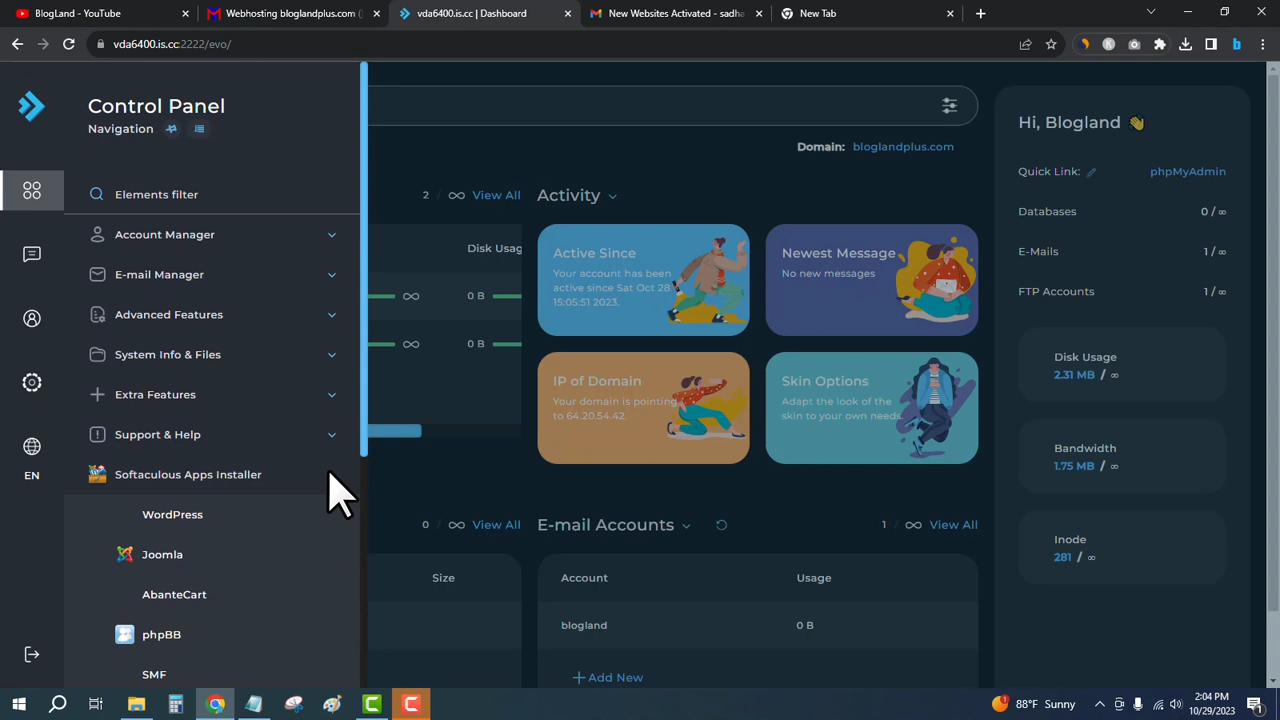 BlogLand - YouTube
Webhosting bloglandplus.com (
vda6400.is.cc | Dashboard
New Websites Activated - sadha
New Tab
vda6400.is.cc:2222/evo/
Control Panel
Navigation
Elements filter
Account Manager
E-mail Manager
Advanced Features
System Info & Files
Extra Features
Support & Help
Softaculous Apps Installer
WordPress
Joomla
AbanteCart
phpBB
SMF
EN
Domain: bloglandplus.com
2 / ∞ View All
Disk Usag
∞ 0 B
∞ 0 B
Activity
Active Since
Your account has been
active since Sat Oct 28
15:05:51 2023.
Newest Message
No new messages
IP of Domain
Your domain is pointing
to 64.20.54.42.
Skin Options
Adapt the look of the
skin to your own needs.
0 / ∞ View All
Size
E-mail Accounts
1 / ∞ View All
Account Usage
blogland 0 B
Add New
Hi, Blogland
Quick Link: phpMyAdmin
Databases 0 / ∞
E-Mails 1 / ∞
FTP Accounts 1 / ∞
Disk Usage
2.31 MB / ∞
Bandwidth
1.75 MB / ∞
Inode
281 / ∞
88°F Sunny
2:04 PM
10/29/2023